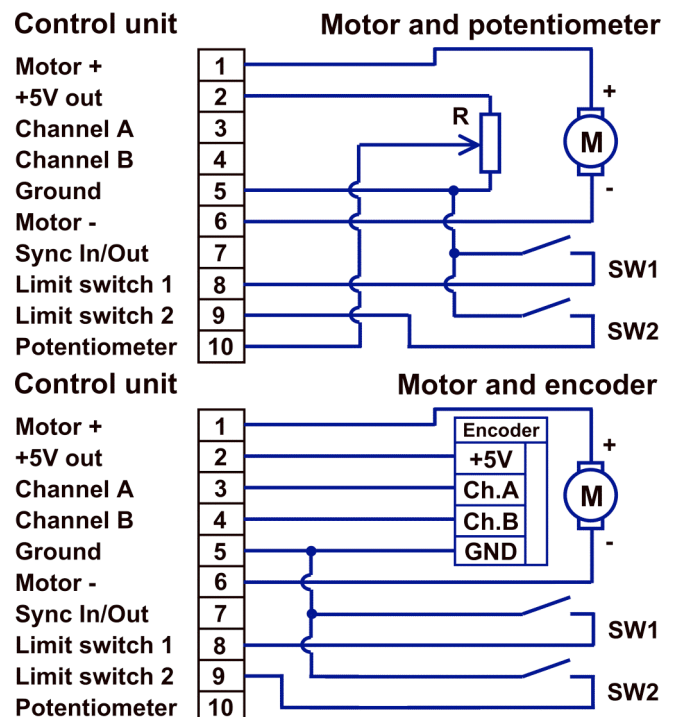 Control unit Motor and potentiometer
Motor + 1
+5V out 2 +
Channel A 3 R
Channel B 4 M
Ground 5 -
Motor - 6
Sync In/Out 7
Limit switch 1 8 SW1
Limit switch 2 9 SW2
Potentiometer 10
Control unit Motor and encoder
Motor + 1 Encoder +
+5V out 2 +5V
Channel A 3 Ch.A M
Channel B 4 Ch.B
Ground 5 GND -
Motor - 6
Sync In/Out 7
Limit switch 1 8 SW1
Limit switch 2 9 SW2
Potentiometer 10